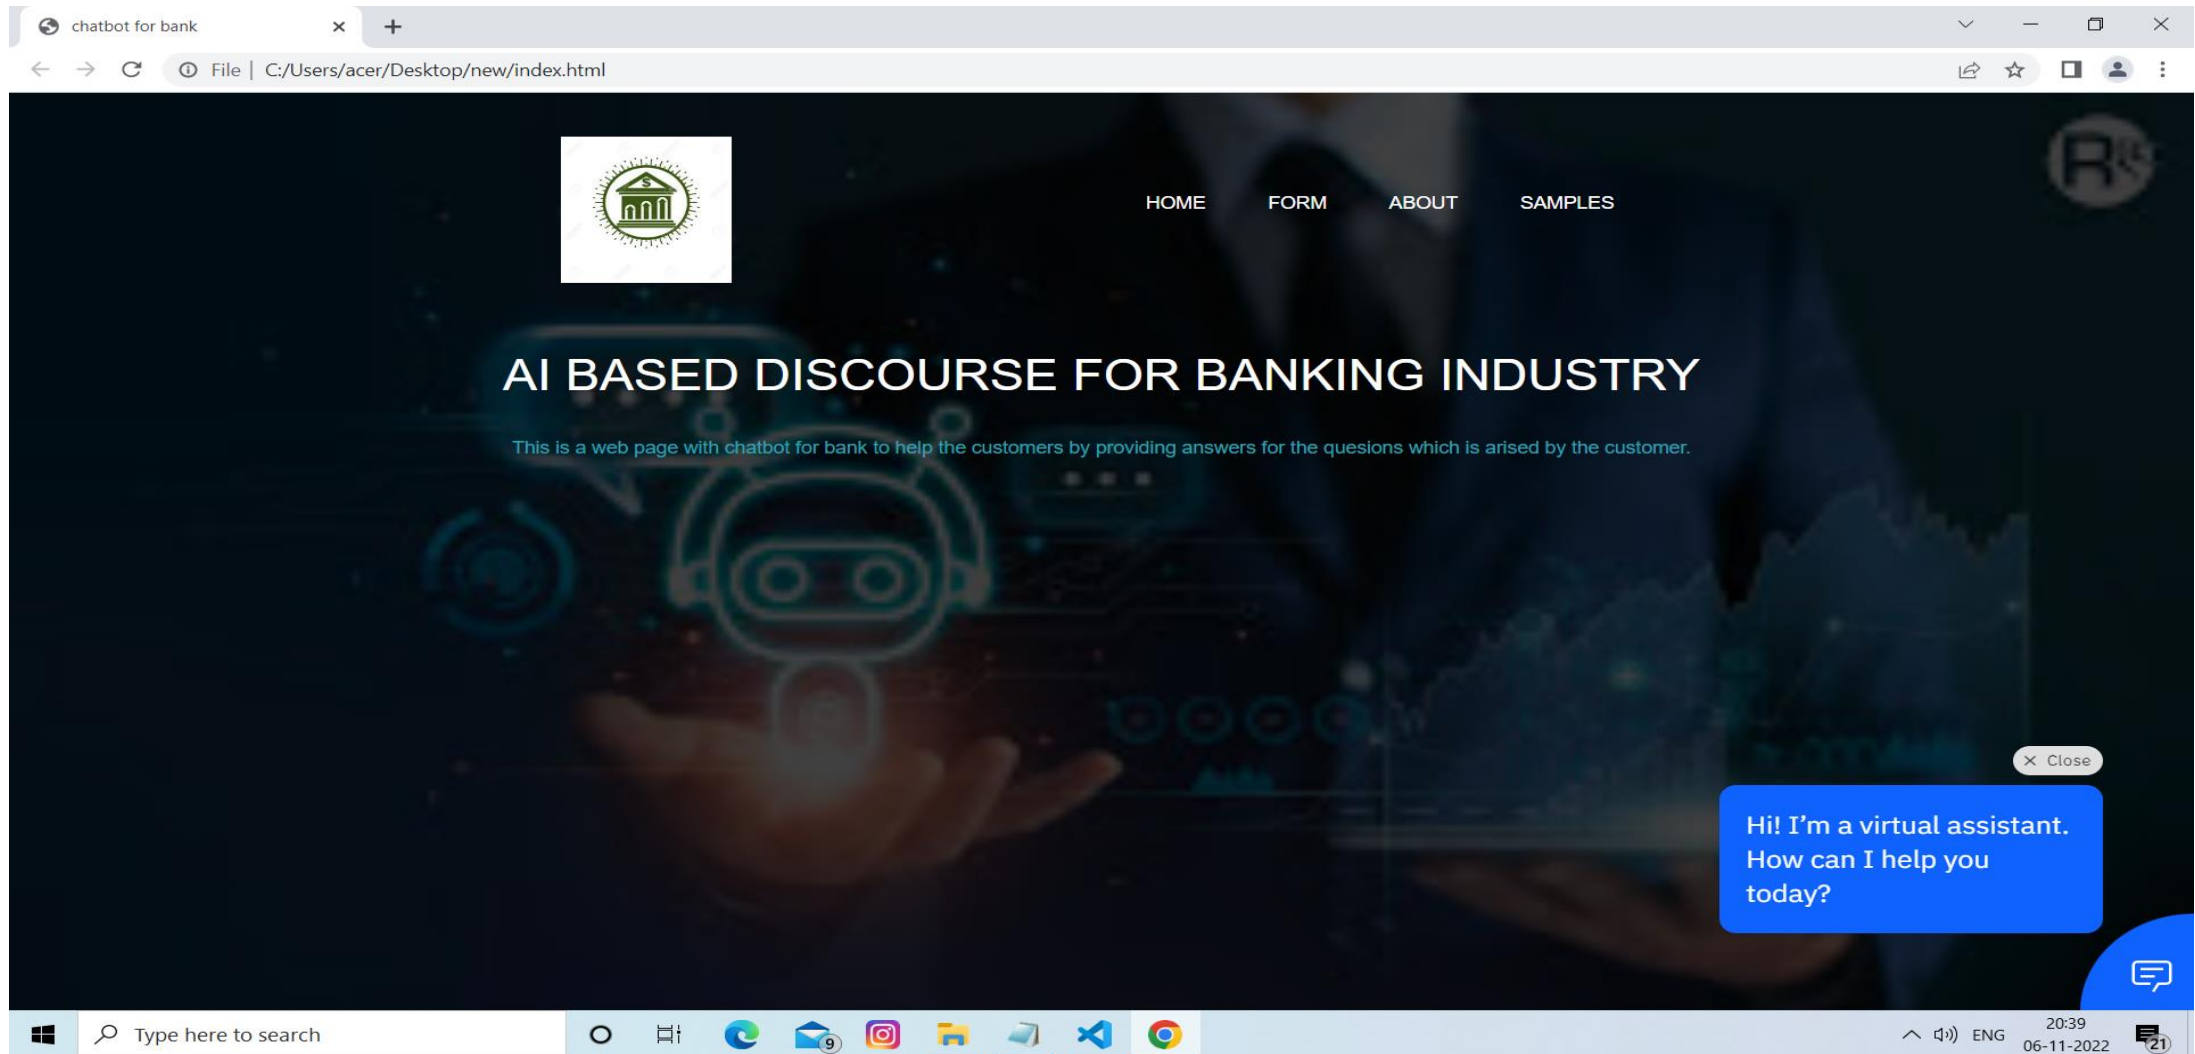 chatbot for bank
File | C:/Users/acer/Desktop/new/index.html
HOME FORM ABOUT SAMPLES
AI BASED DISCOURSE FOR BANKING INDUSTRY
This is a web page with chatbot for bank to help the customers by providing answers for the quesions which is arised by the customer.
Close
Hi! I'm a virtual assistant.
How can I help you
today?
Type here to search
9
ENG
20:39
06-11-2022
21